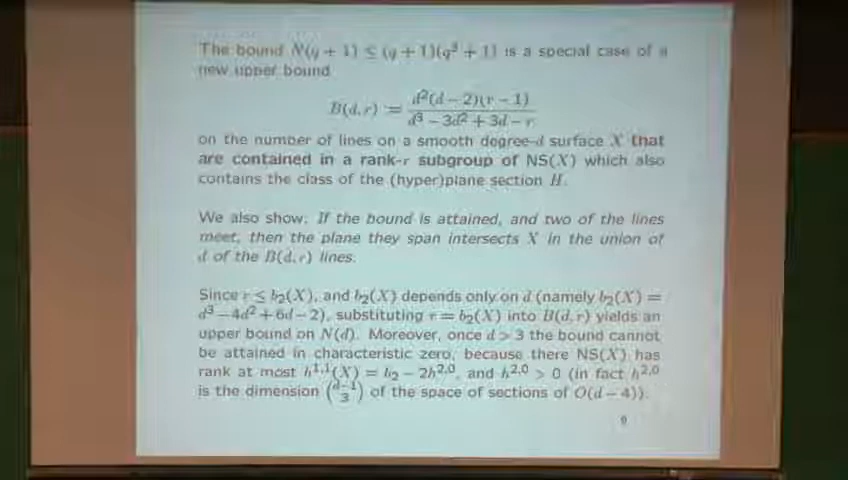 The bound N(q + 1) ≤ (q + 1)(q³ + 1) is a special case of a
new upper bound
B(d, r) := d²(d − 2)(r − 1) / d³ − 3d² + 3d − r
on the number of lines on a smooth degree-d surface X that
are contained in a rank-r subgroup of NS(X) which also
contains the class of the (hyper)plane section H.
We also show: If the bound is attained, and two of the lines
meet, then the plane they span intersects X in the union of
d of the B(d, r) lines.
Since r ≤ b₂(X), and b₂(X) depends only on d (namely b₂(X) =
d³ − 4d² + 6d − 2), substituting r = b₂(X) into B(d, r) yields an
upper bound on N(d). Moreover, once d > 3 the bound cannot
be attained in characteristic zero, because there NS(X) has
rank at most h¹,¹(X) = b₂ − 2h²,⁰, and h²,⁰ > 0 (in fact h²,⁰
is the dimension (d−1 3) of the space of sections of O(d − 4)).